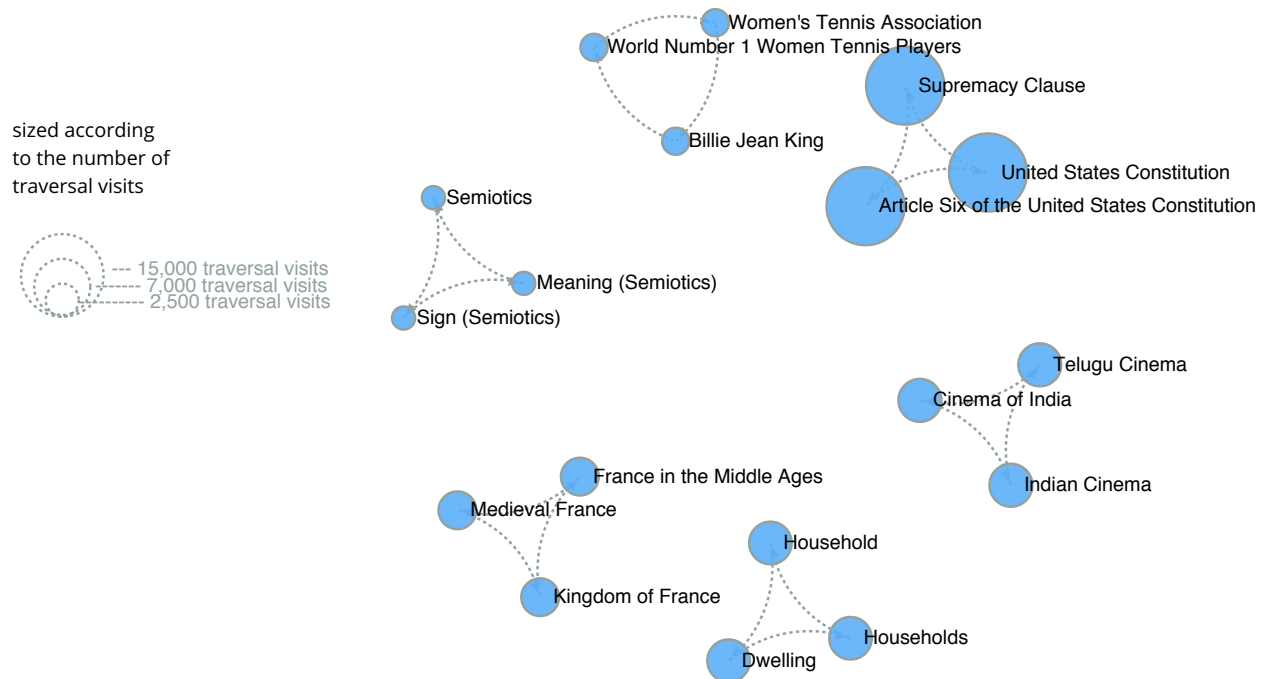 Women's Tennis Association
World Number 1 Women Tennis Players
Supremacy Clause
sized according
to the number of
traversal visits
Billie Jean King
United States Constitution
Semiotics
Article Six of the United States Constitution
15,000 traversal visits
7,000 traversal visits
2,500 traversal visits
Meaning (Semiotics)
Sign (Semiotics)
Telugu Cinema
Cinema of India
France in the Middle Ages
Indian Cinema
Medieval France
Household
Kingdom of France
Households
Dwelling